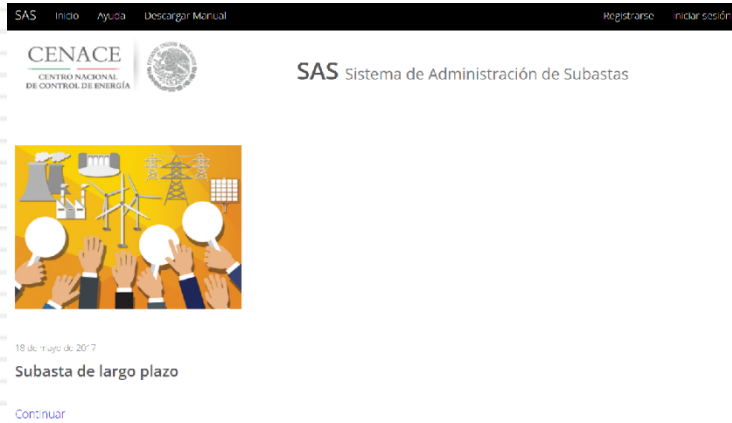 SAS Inicio Ayuda Descargar Manual Registrarse Iniciar sesión
CENACE
CENTRO NACIONAL
DE CONTROL DE ENERGÍA
SAS Sistema de Administración de Subastas
18 de mayo de 2017
Subasta de largo plazo
Continuar